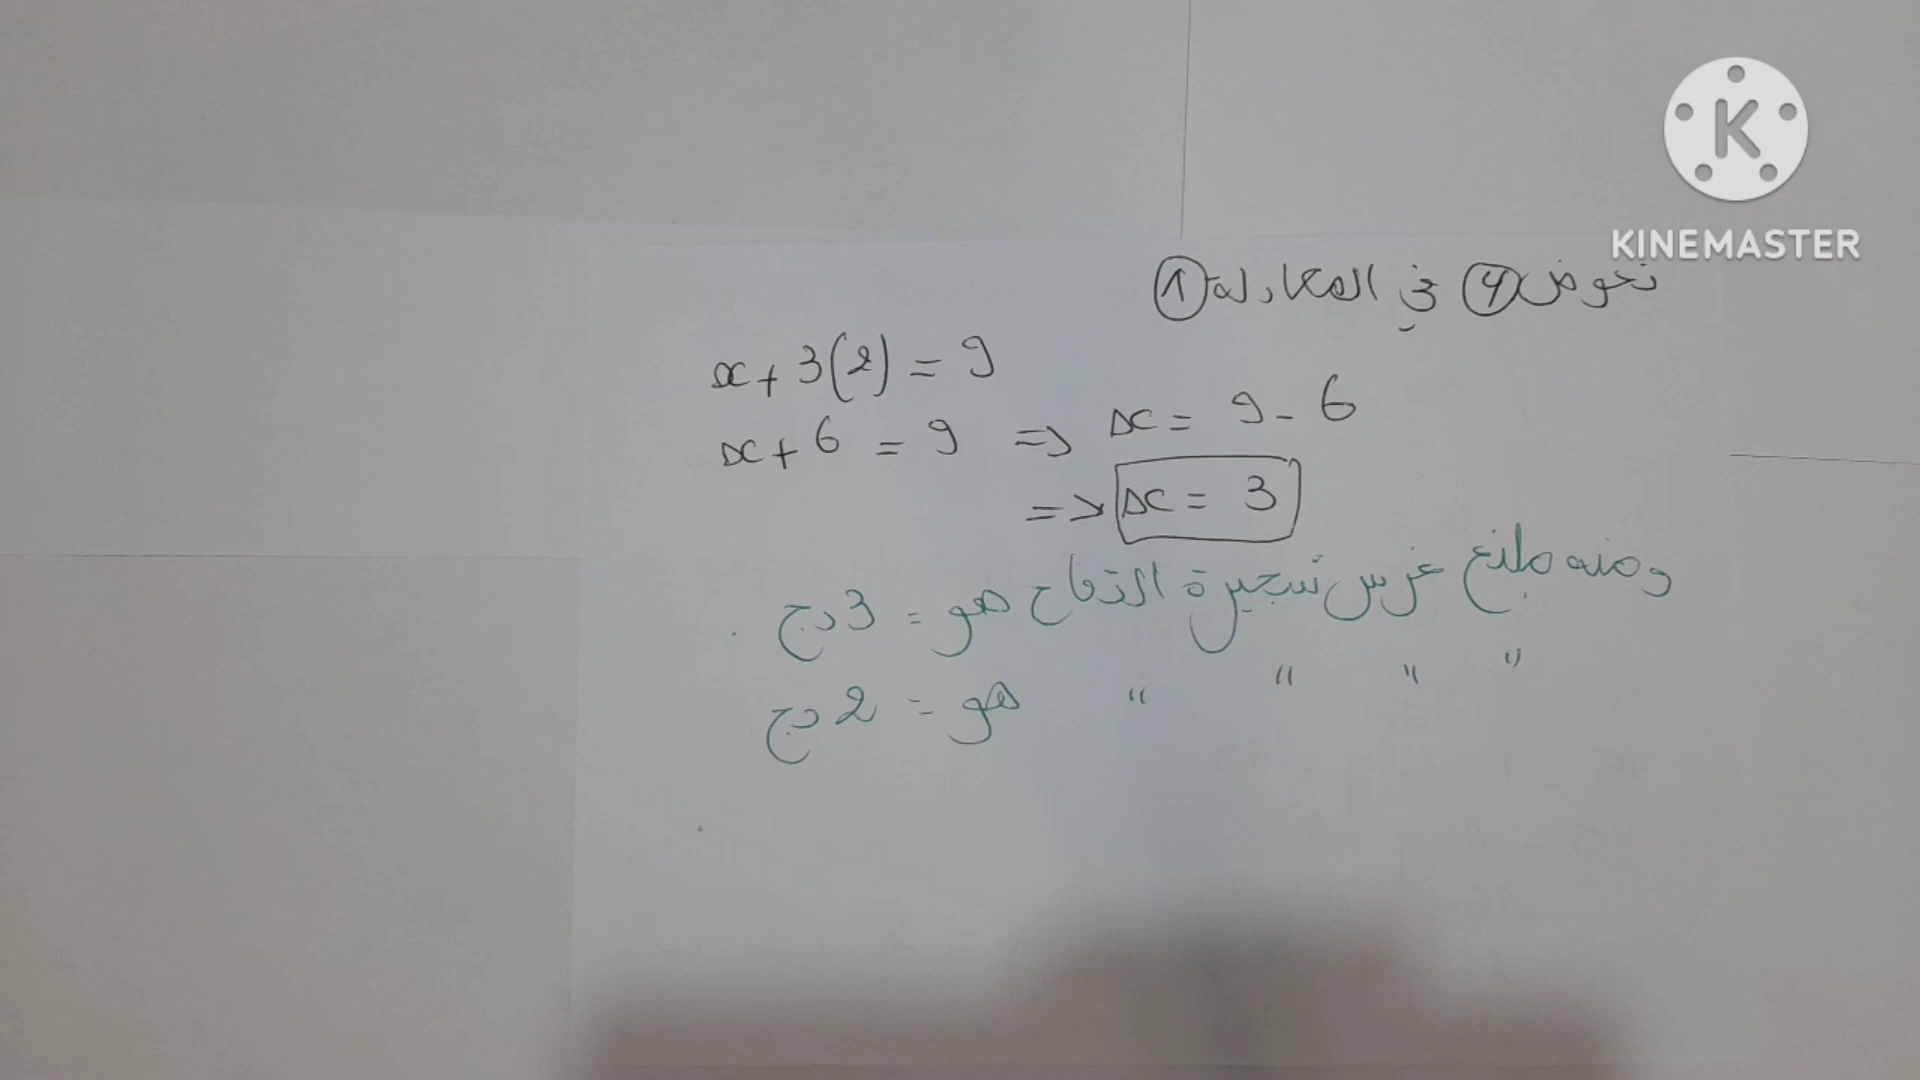 KINEMASTER
نعوض ④ في المعادلة ①
x + 3(2) = 9
x + 6 = 9 => x = 9 - 6
=> x = 3
ومنه مبلغ غرس شجيرة التفاح هو = 3 دج
" " " " هو = 2 دج